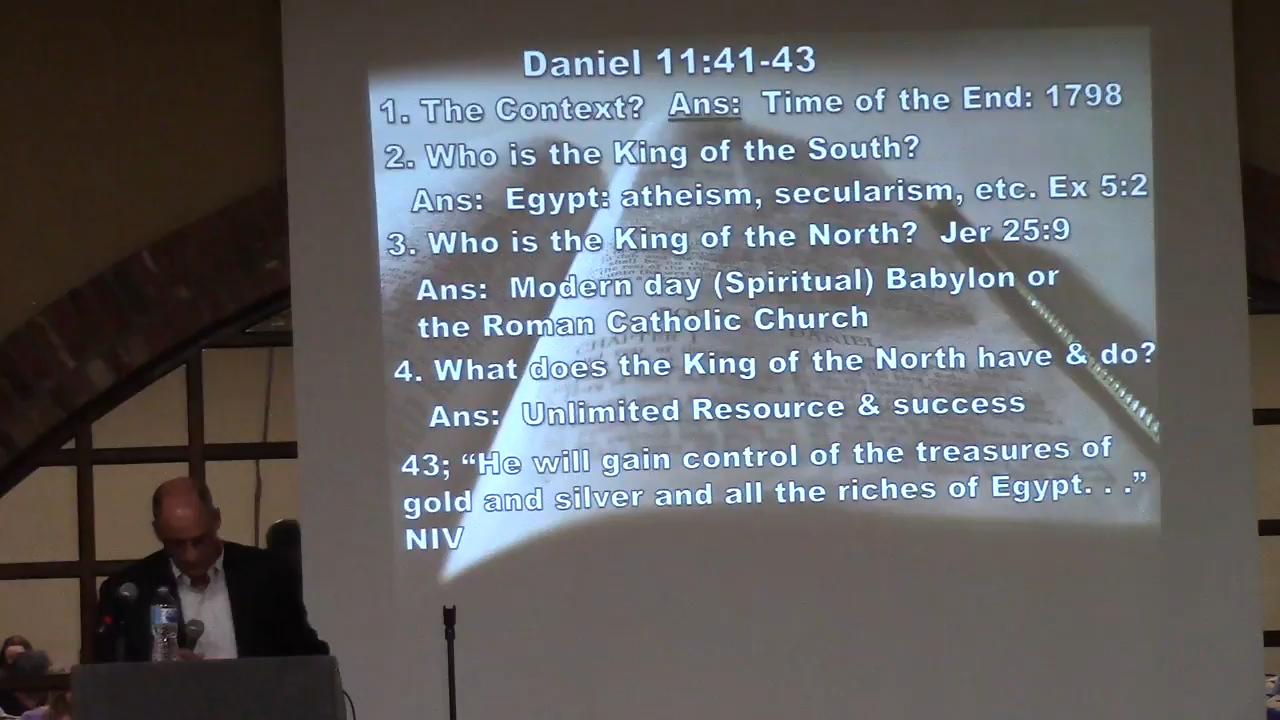 Daniel 11:41-43
1. The Context? Ans: Time of the End: 1798
2. Who is the King of the South?
Ans: Egypt: atheism, secularism, etc. Ex 5:2
3. Who is the King of the North? Jer 25:9
Ans: Modern day (Spiritual) Babylon or
the Roman Catholic Church
4. What does the King of the North have & do?
Ans: Unlimited Resource & success
43; “He will gain control of the treasures of
gold and silver and all the riches of Egypt. . .”
NIV
DANIEL